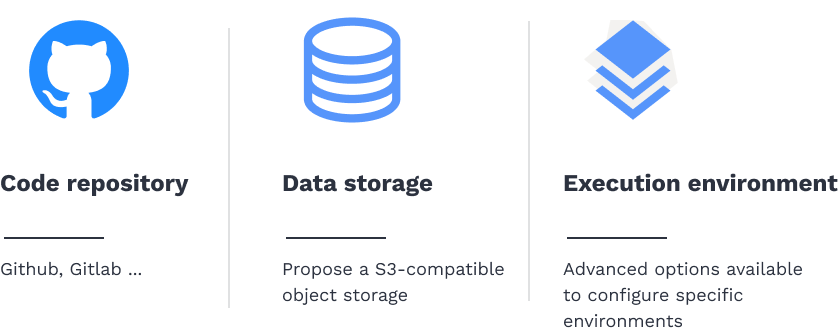 Code repository
Github, Gitlab ...
Data storage
Propose a S3-compatible
object storage
Execution environment
Advanced options available
to configure specific
environments